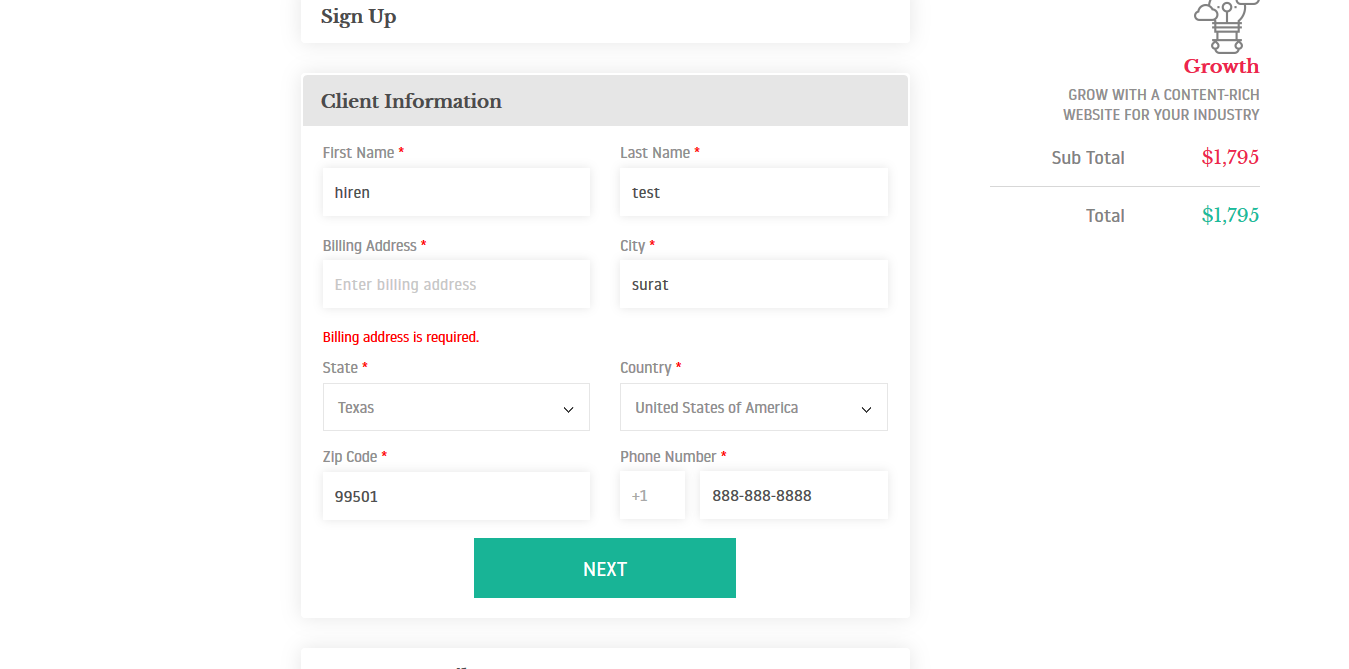 Sign Up
Client Information
First Name *
Last Name *
hiren
test
Billing Address *
City *
Enter billing address
surat
Billing address is required.
State *
Country *
Texas
United States of America
Zip Code *
Phone Number *
99501
+1
888-888-8888
NEXT
Growth
GROW WITH A CONTENT-RICH
WEBSITE FOR YOUR INDUSTRY
Sub Total
$1,795
Total
$1,795